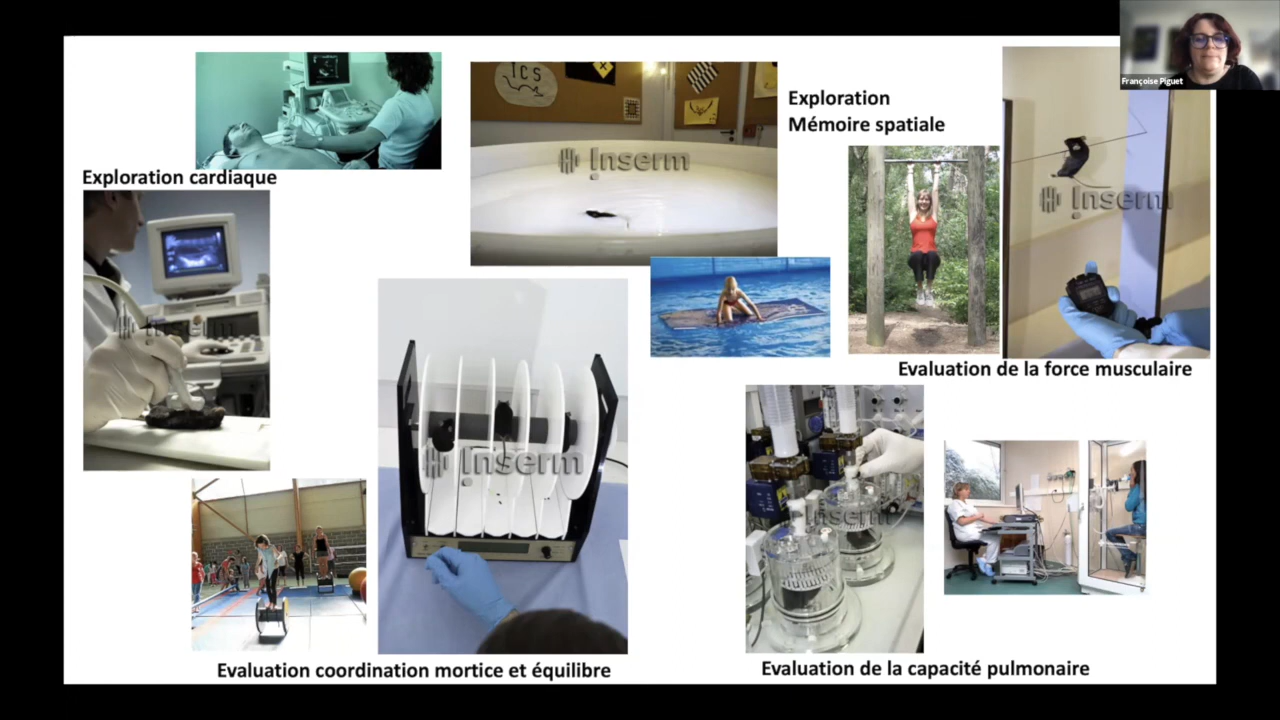 Françoise Piguet
ICS
Exploration
Mémoire spatiale
Inserm
Exploration cardiaque
Inserm
Inserm
Evaluation de la force musculaire
Inserm
Inserm
Evaluation coordination mortice et équilibre
Evaluation de la capacité pulmonaire